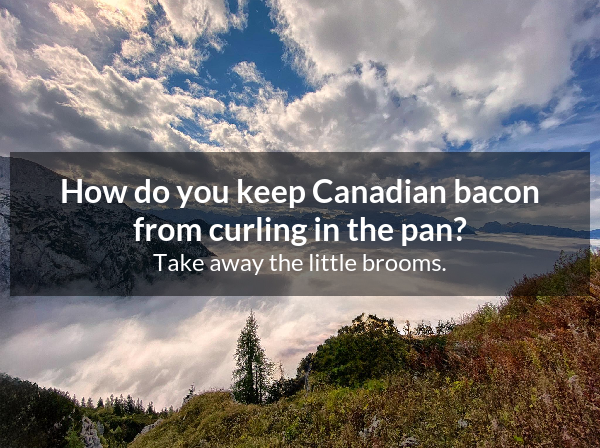 How do you keep Canadian bacon
from curling in the pan?
Take away the little brooms.